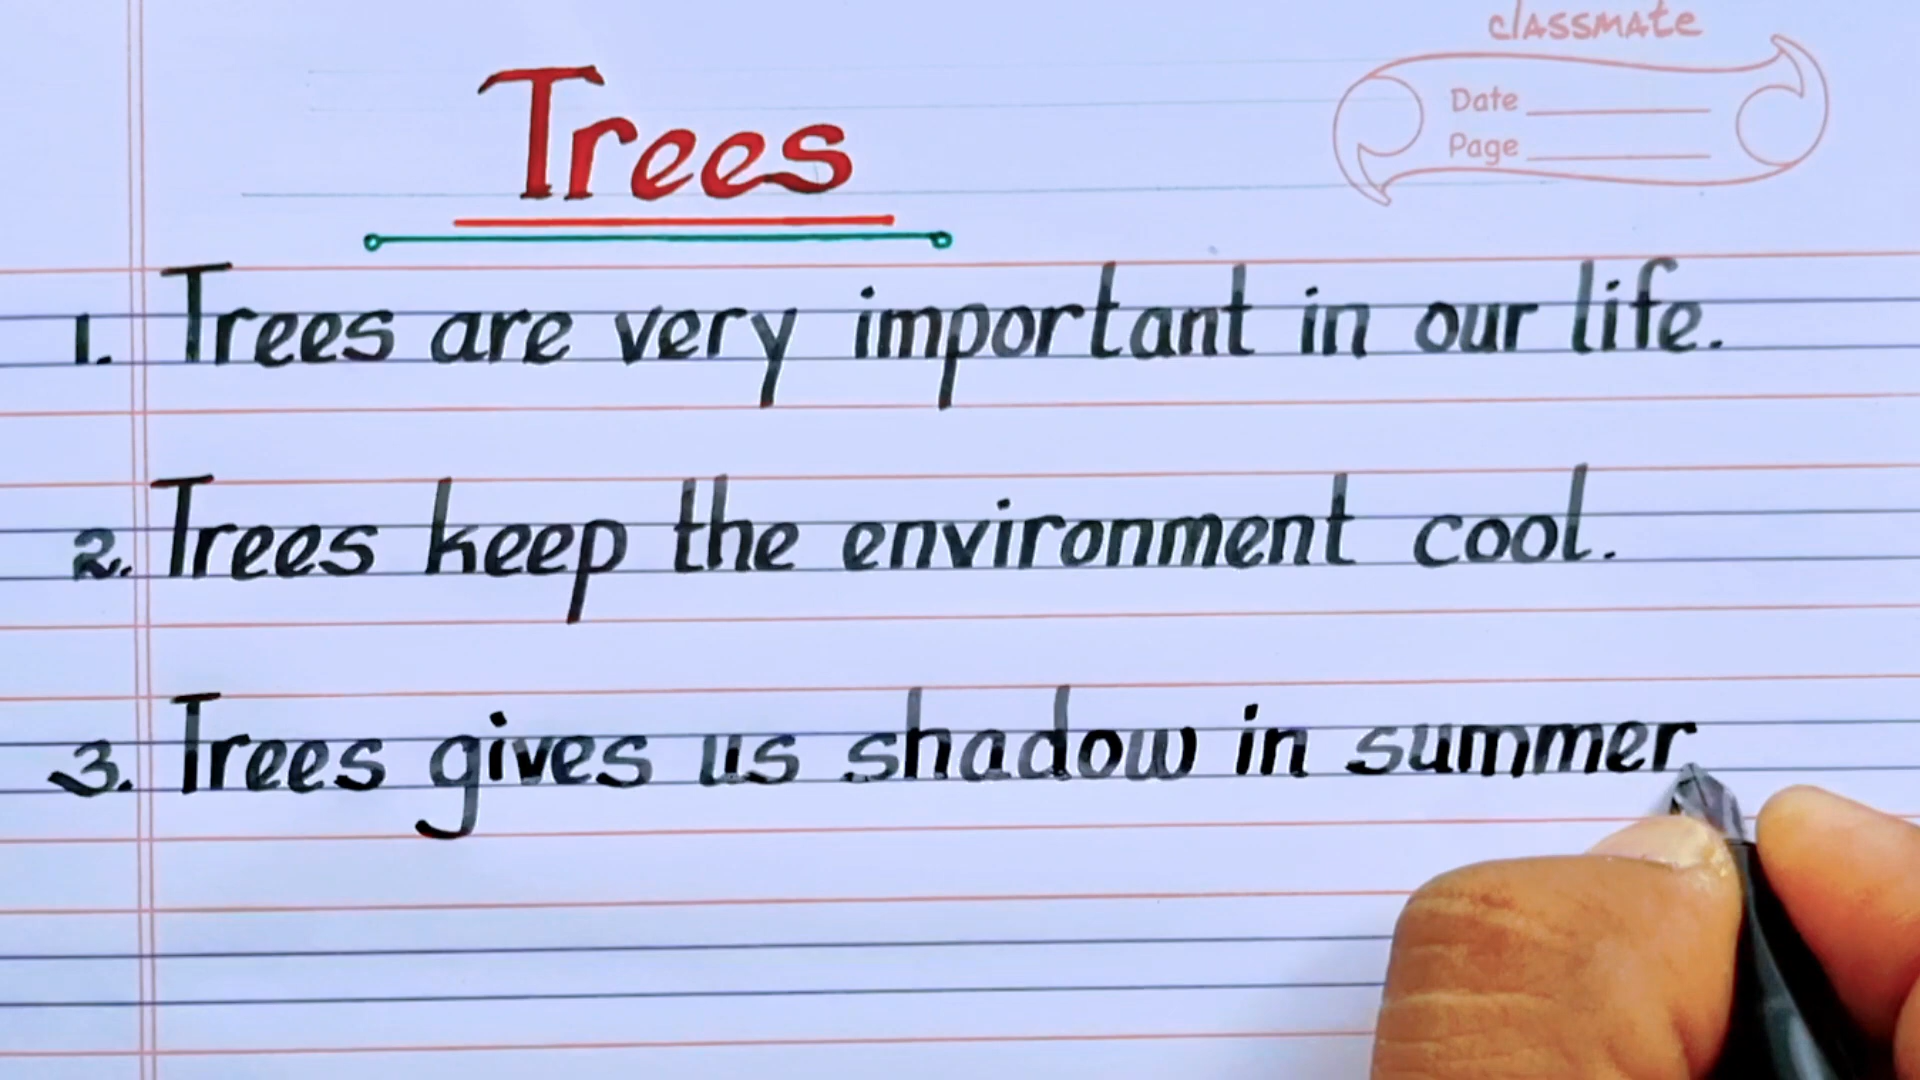 classmate
Date
Page
Trees
1. Trees are very important in our life.
2. Trees keep the environment cool.
3. Trees gives us shadow in summer